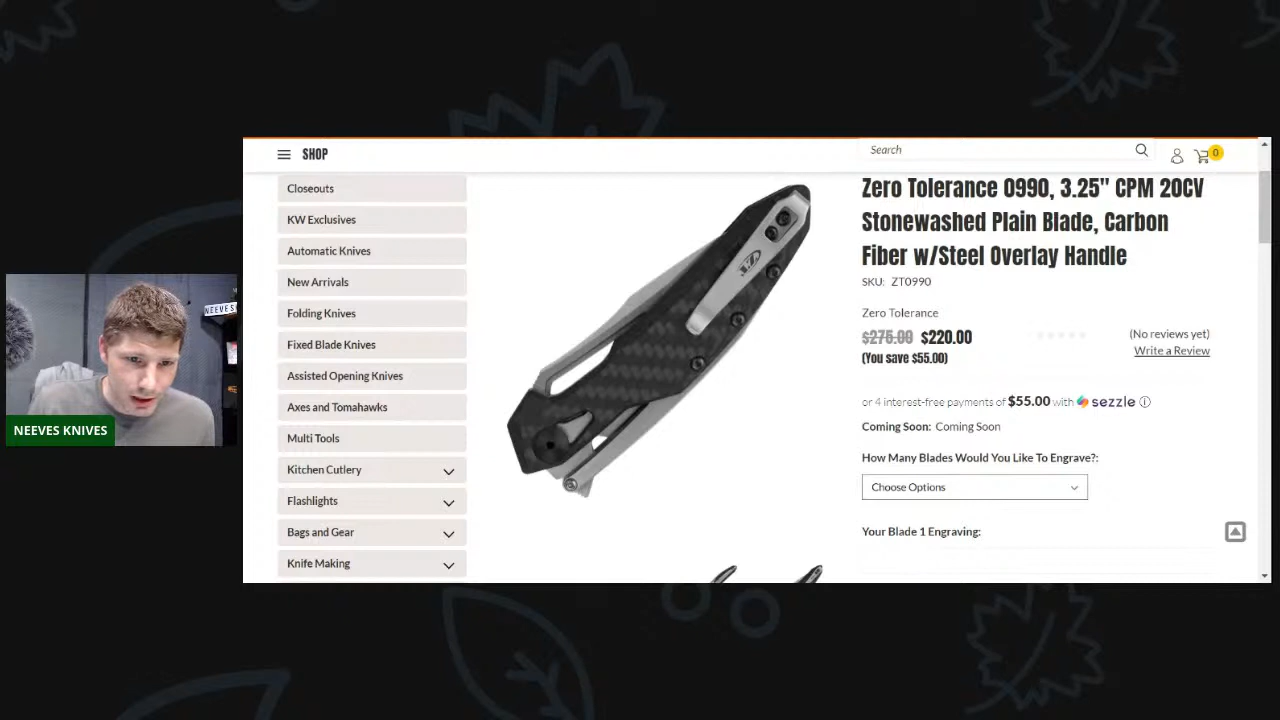 SHOP
Search
0
Closeouts
KW Exclusives
Automatic Knives
New Arrivals
Folding Knives
Fixed Blade Knives
Assisted Opening Knives
Axes and Tomahawks
Multi Tools
Kitchen Cutlery
Flashlights
Bags and Gear
Knife Making
ZT
Zero Tolerance 0990, 3.25" CPM 20CV
Stonewashed Plain Blade, Carbon
Fiber w/Steel Overlay Handle
SKU: ZT0990
Zero Tolerance
$275.00 $220.00
(You save $55.00)
(No reviews yet)
Write a Review
or 4 interest-free payments of $55.00 with sezzle
Coming Soon: Coming Soon
How Many Blades Would You Like To Engrave?:
Choose Options
Your Blade 1 Engraving:
NEEVES KNIVES